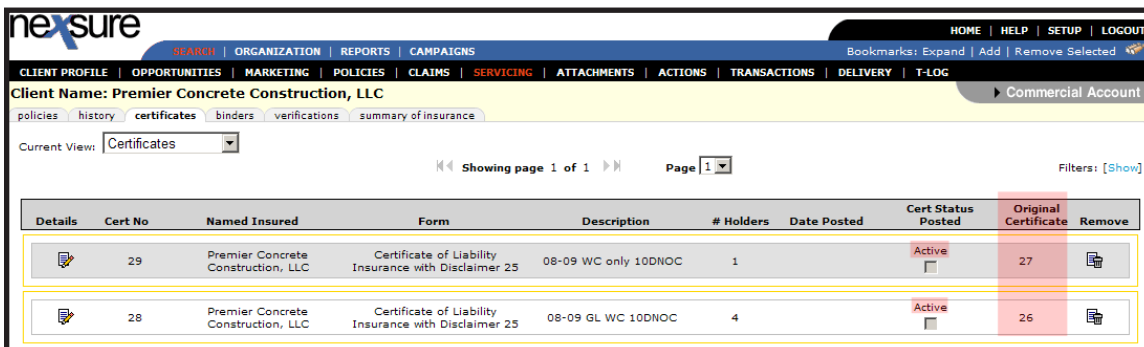 nexsure
HOME | HELP | SETUP | LOGOUT
SEARCH | ORGANIZATION | REPORTS | CAMPAIGNS
Bookmarks: Expand | Add | Remove Selected
CLIENT PROFILE | OPPORTUNITIES | MARKETING | POLICIES | CLAIMS | SERVICING | ATTACHMENTS | ACTIONS | TRANSACTIONS | DELIVERY | T-LOG
Client Name: Premier Concrete Construction, LLC
Commercial Account
policies history certificates binders verifications summary of insurance
Current View: Certificates
Showing page 1 of 1 Page 1
Filters: [Show]
Details Cert No Named Insured Form Description # Holders Date Posted Cert Status Posted Original Certificate Remove
29 Premier Concrete Construction, LLC Certificate of Liability Insurance with Disclaimer 25 08-09 WC only 10DNOC 1 Active 27
28 Premier Concrete Construction, LLC Certificate of Liability Insurance with Disclaimer 25 08-09 GL WC 10DNOC 4 Active 26